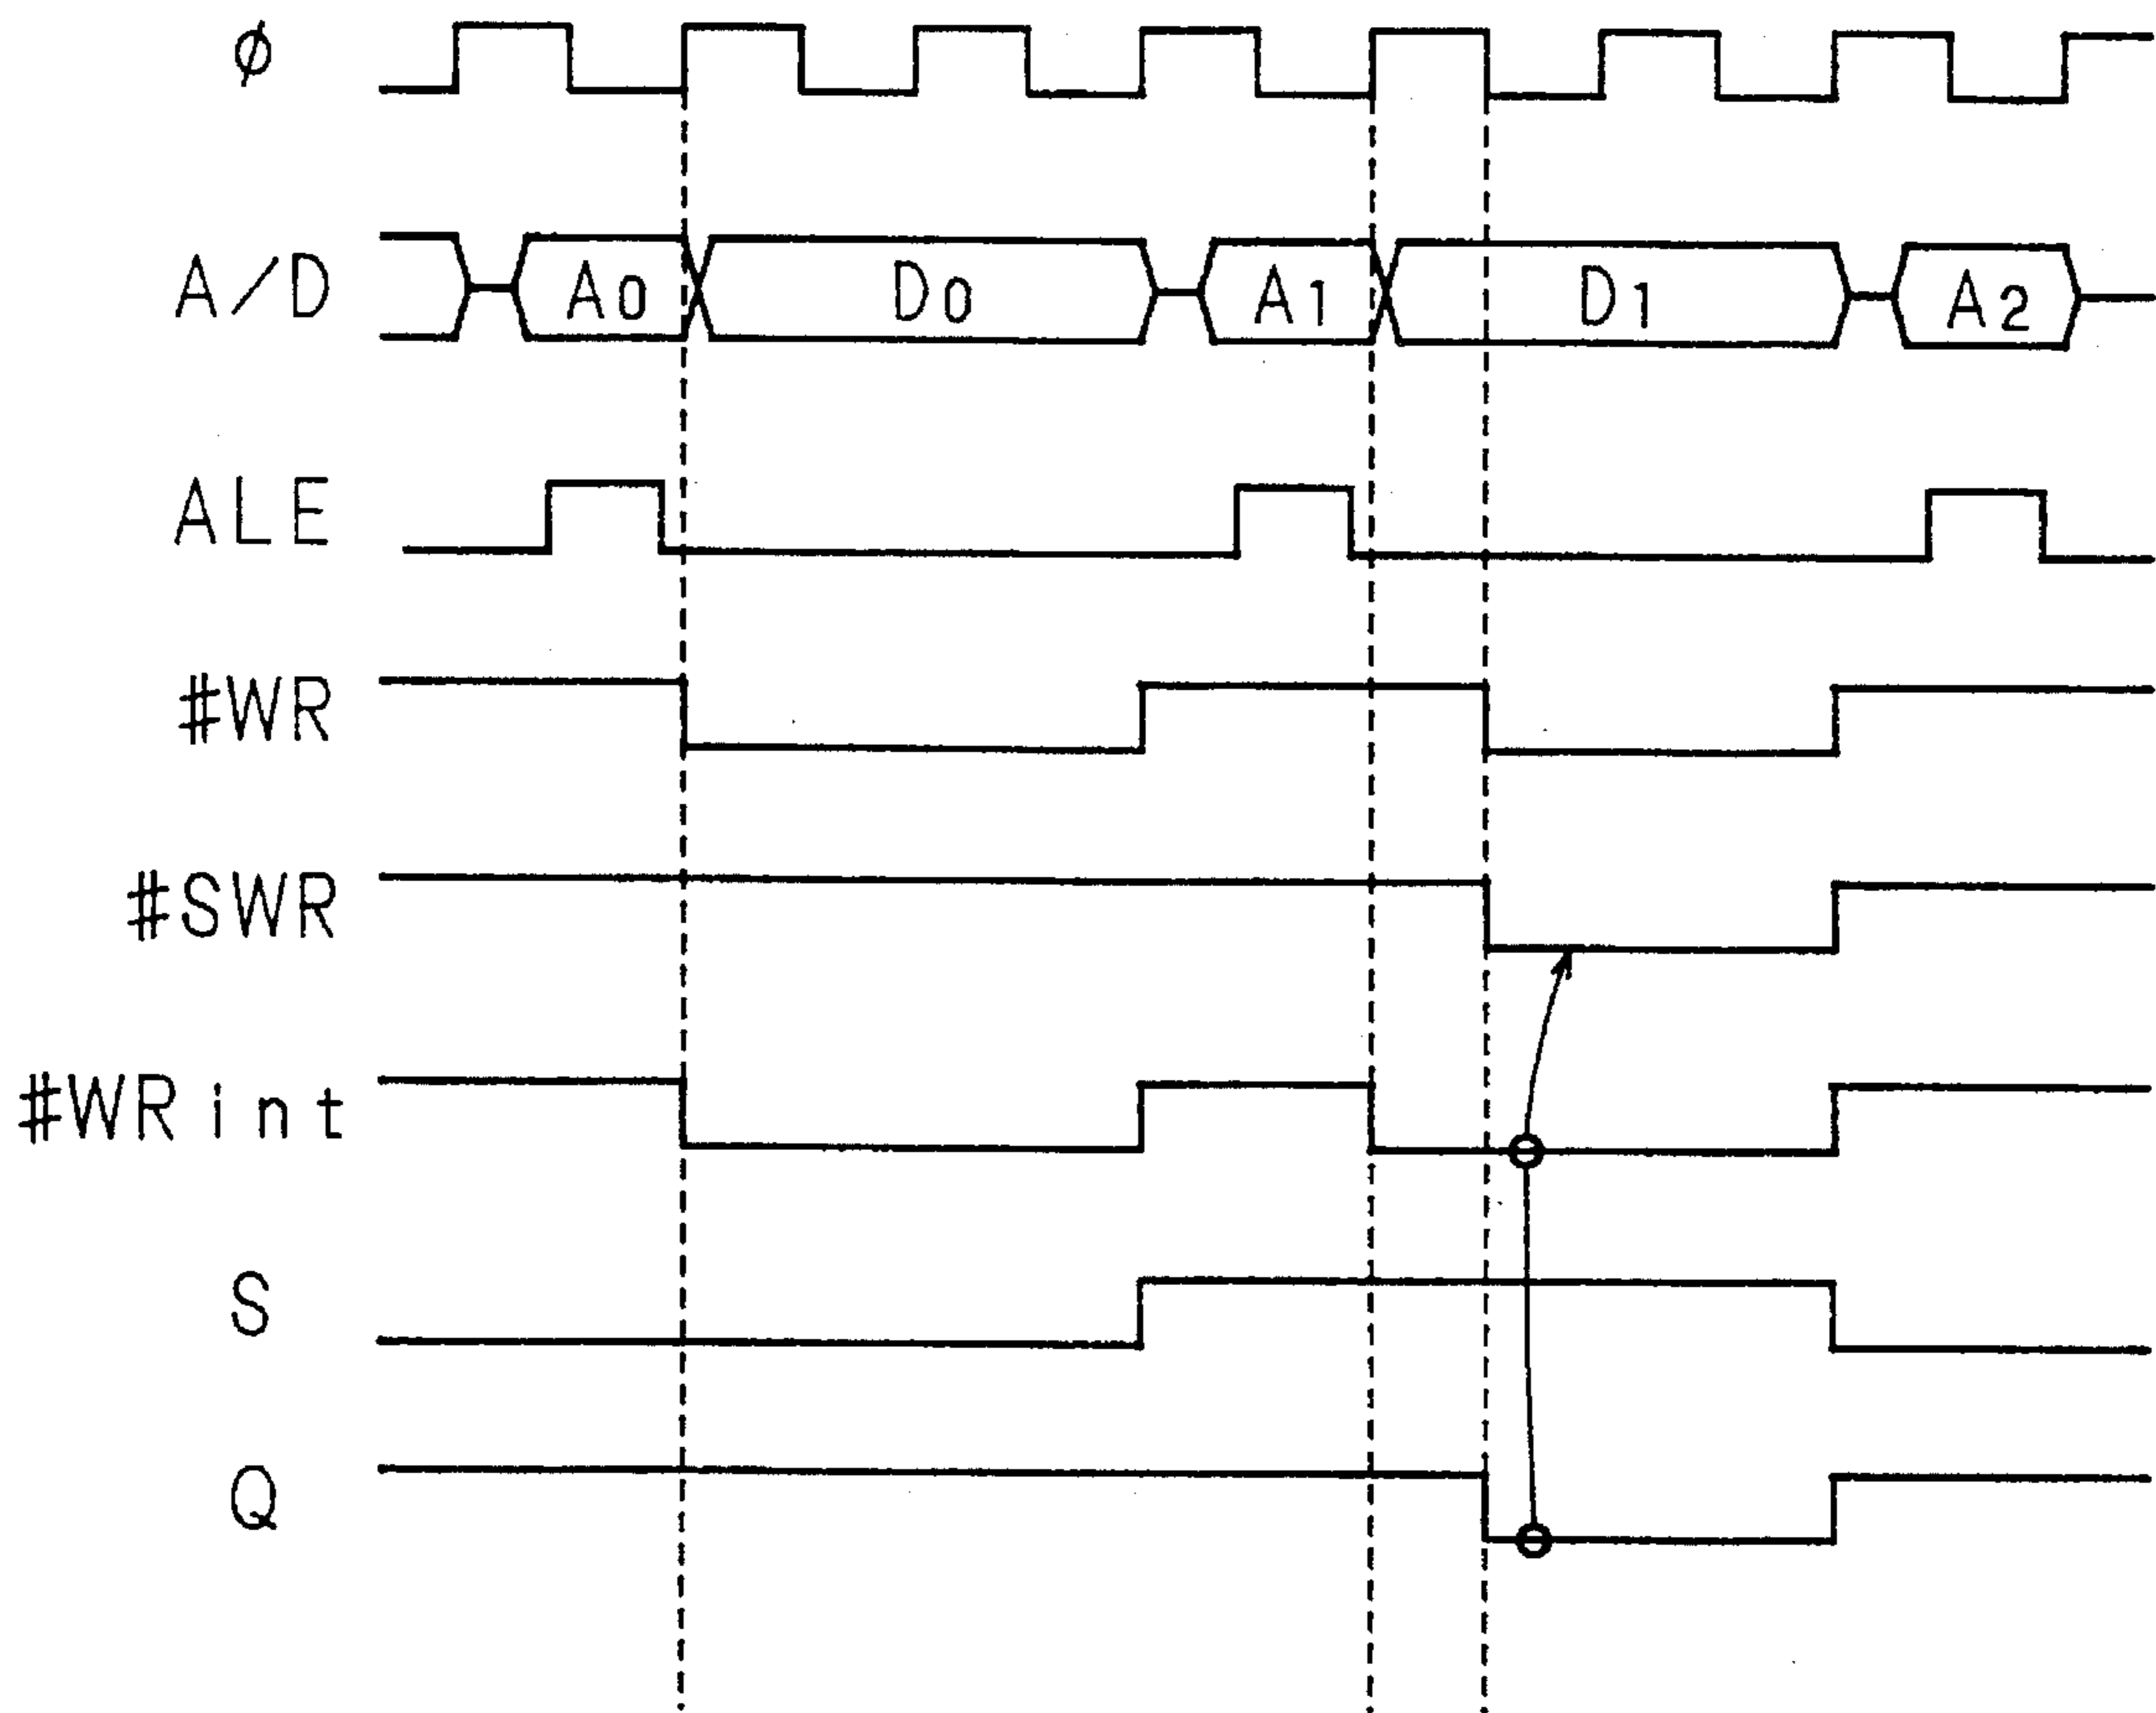 ø
A/D A0 D0 A1 D1 A2
ALE
#WR
#SWR
#WRint
S
Q